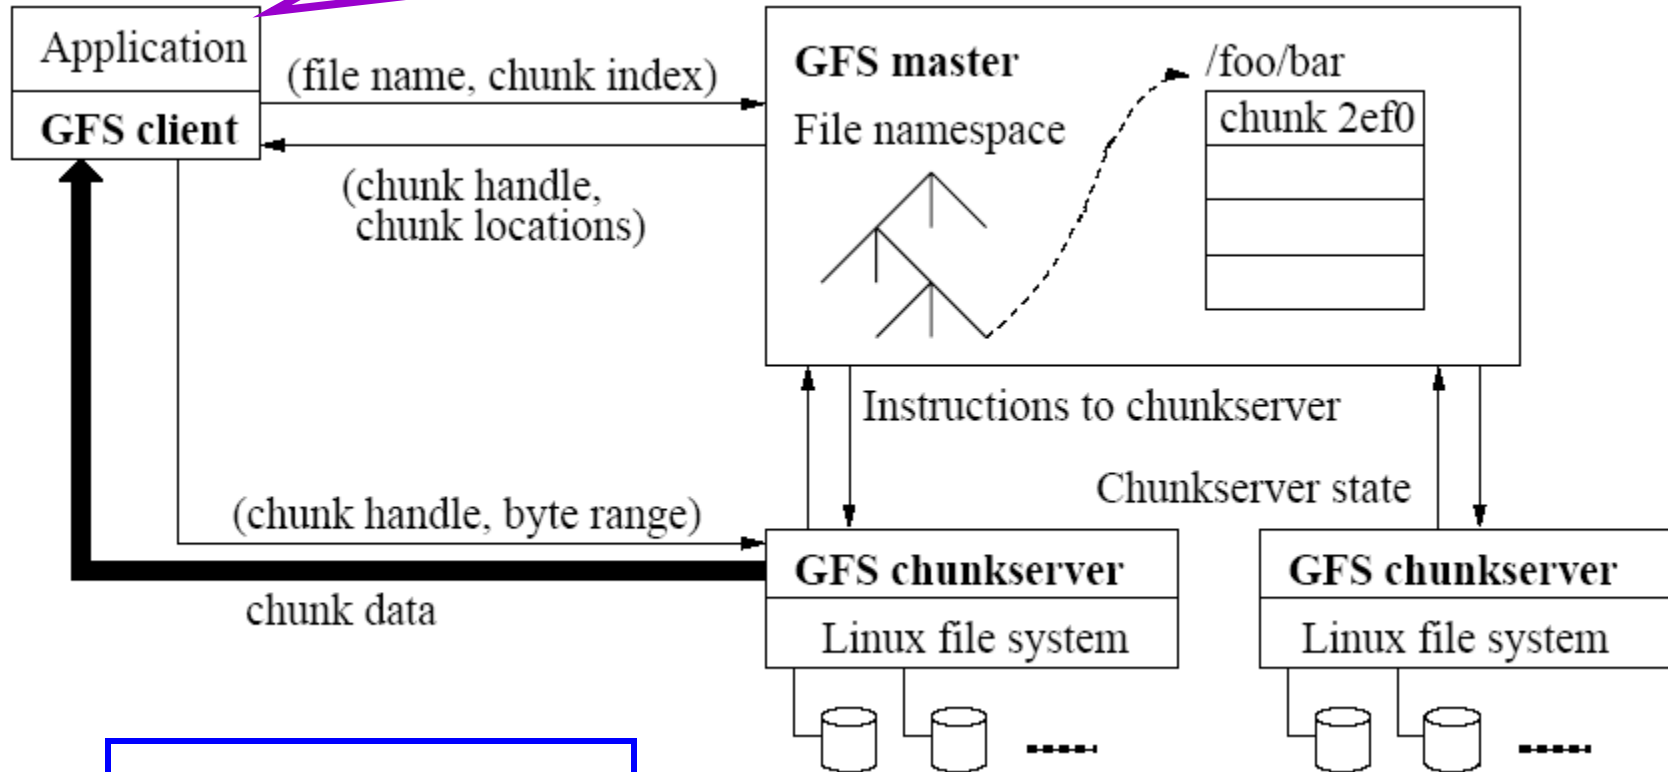 Application
GFS client
(file name, chunk index)
(chunk handle,
chunk locations)
GFS master
File namespace
/foo/bar
chunk 2ef0
Instructions to chunkserver
Chunkserver state
(chunk handle, byte range)
chunk data
GFS chunkserver
Linux file system
GFS chunkserver
Linux file system